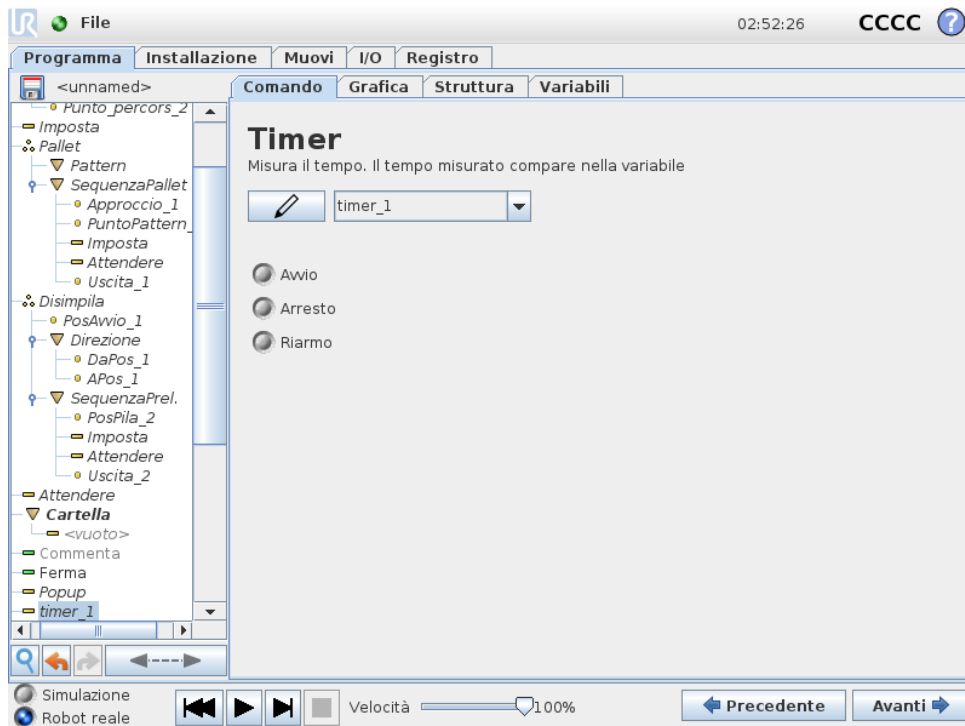 UR File 02:52:26 CCCC ?
Programma Installazione Muovi I/O Registro
<unnamed> Comando Grafica Struttura Variabili
Punto_percors_2
Imposta
Pallet
Pattern
SequenzaPallet
Approccio_1
PuntoPattern_
Imposta
Attendere
Uscita_1
Disimpila
PosAvvio_1
Direzione
DaPos_1
APos_1
SequenzaPrel.
PosPila_2
Imposta
Attendere
Uscita_2
Attendere
Cartella
<vuoto>
Commenta
Ferma
Popup
timer_1
Timer
Misura il tempo. Il tempo misurato compare nella variabile
timer_1
Avvio
Arresto
Riarmo
Simulazione
Robot reale
Velocità 100%
Precedente Avanti